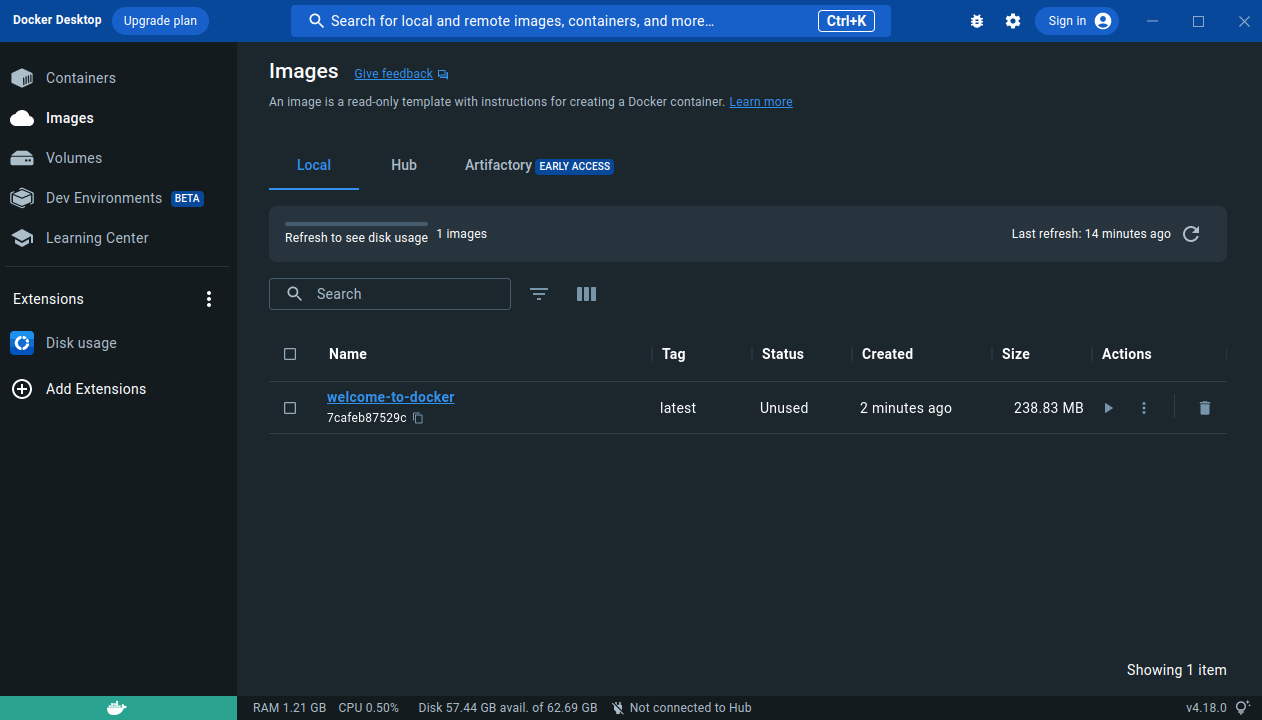 Docker Desktop Upgrade plan Search for local and remote images, containers, and more... Ctrl+K Sign in
Containers
Images
Volumes
Dev Environments BETA
Learning Center
Extensions
Disk usage
Add Extensions
Images Give feedback
An image is a read-only template with instructions for creating a Docker container. Learn more
Local Hub Artifactory EARLY ACCESS
Refresh to see disk usage 1 images Last refresh: 14 minutes ago
Search
Name Tag Status Created Size Actions
welcome-to-docker latest Unused 2 minutes ago 238.83 MB
7cafeb87529c
Showing 1 item
RAM 1.21 GB CPU 0.50% Disk 57.44 GB avail. of 62.69 GB Not connected to Hub v4.18.0